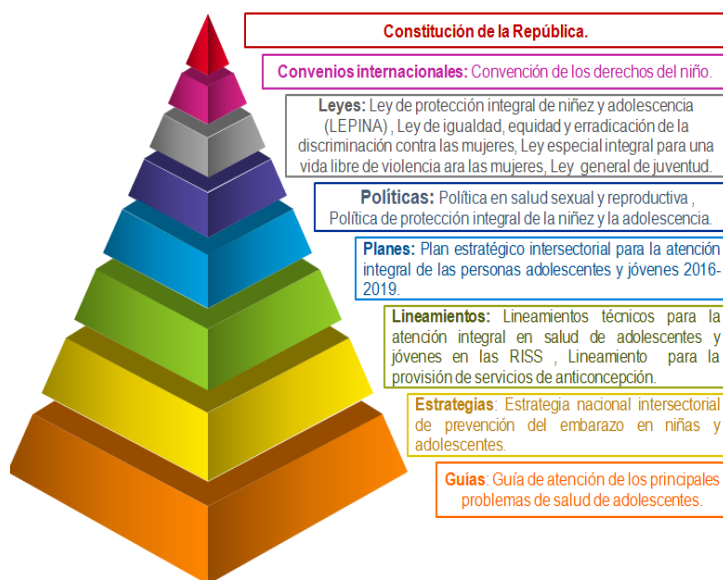 Constitución de la República.
Convenios internacionales: Convención de los derechos del niño.
Leyes: Ley de protección integral de niñez y adolescencia
(LEPINA) , Ley de igualdad, equidad y erradicación de la
discriminación contra las mujeres, Ley especial integral para una
vida libre de violencia ara las mujeres, Ley general de juventud.
Políticas: Política en salud sexual y reproductiva ,
Política de protección integral de la niñez y la adolescencia.
Planes: Plan estratégico intersectorial para la atención
integral de las personas adolescentes y jóvenes 2016-
2019.
Lineamientos: Lineamientos técnicos para la
atención integral en salud de adolescentes y
jóvenes en las RISS , Lineamiento para la
provisión de servicios de anticoncepción.
Estrategias: Estrategia nacional intersectorial
de prevención del embarazo en niñas y
adolescentes.
Guías: Guía de atención de los principales
problemas de salud de adolescentes.